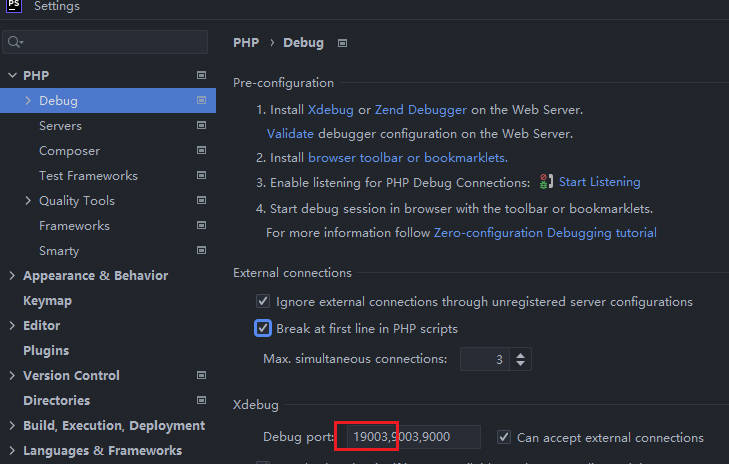 PS Settings
PHP
Debug
Servers
Composer
Test Frameworks
Quality Tools
Frameworks
Smarty
Appearance & Behavior
Keymap
Editor
Plugins
Version Control
Directories
Build, Execution, Deployment
Languages & Frameworks
PHP › Debug
Pre-configuration
1. Install Xdebug or Zend Debugger on the Web Server.
Validate debugger configuration on the Web Server.
2. Install browser toolbar or bookmarklets.
3. Enable listening for PHP Debug Connections: Start Listening
4. Start debug session in browser with the toolbar or bookmarklets.
For more information follow Zero-configuration Debugging tutorial
External connections
Ignore external connections through unregistered server configurations
Break at first line in PHP scripts
Max. simultaneous connections: 3
Xdebug
Debug port: 19003,9003,9000 Can accept external connections